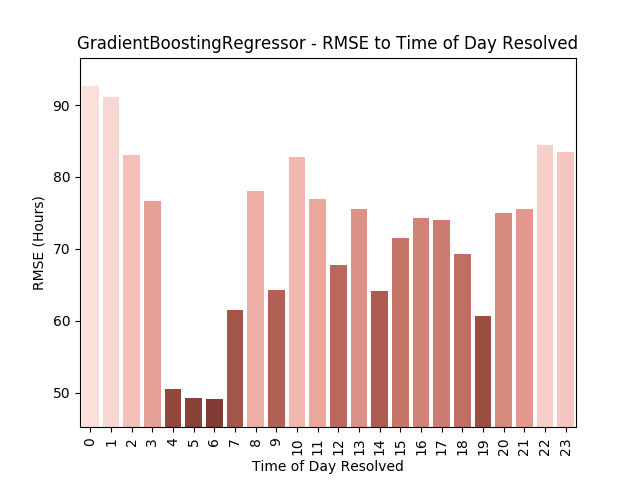 GradientBoostingRegressor - RMSE to Time of Day Resolved
RMSE (Hours)
90
80
70
60
50
0 1 2 3 4 5 6 7 8 9 10 11 12 13 14 15 16 17 18 19 20 21 22 23
Time of Day Resolved